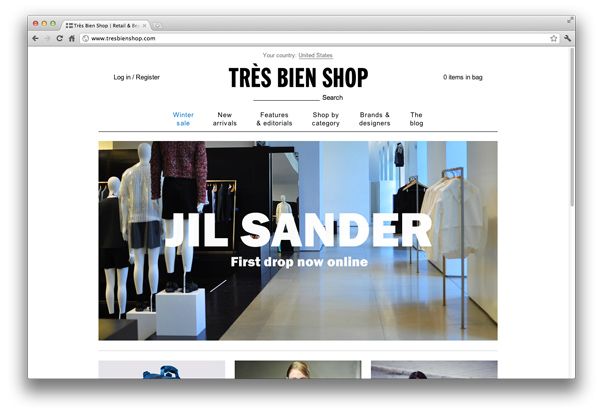 Très Bien Shop | Retail & Be
www.tresbienshop.com
Your country: United States
Log in / Register
TRÈS BIEN SHOP
0 items in bag
Search
Winter sale
New arrivals
Features & editorials
Shop by category
Brands & designers
The blog
JIL SANDER
First drop now online